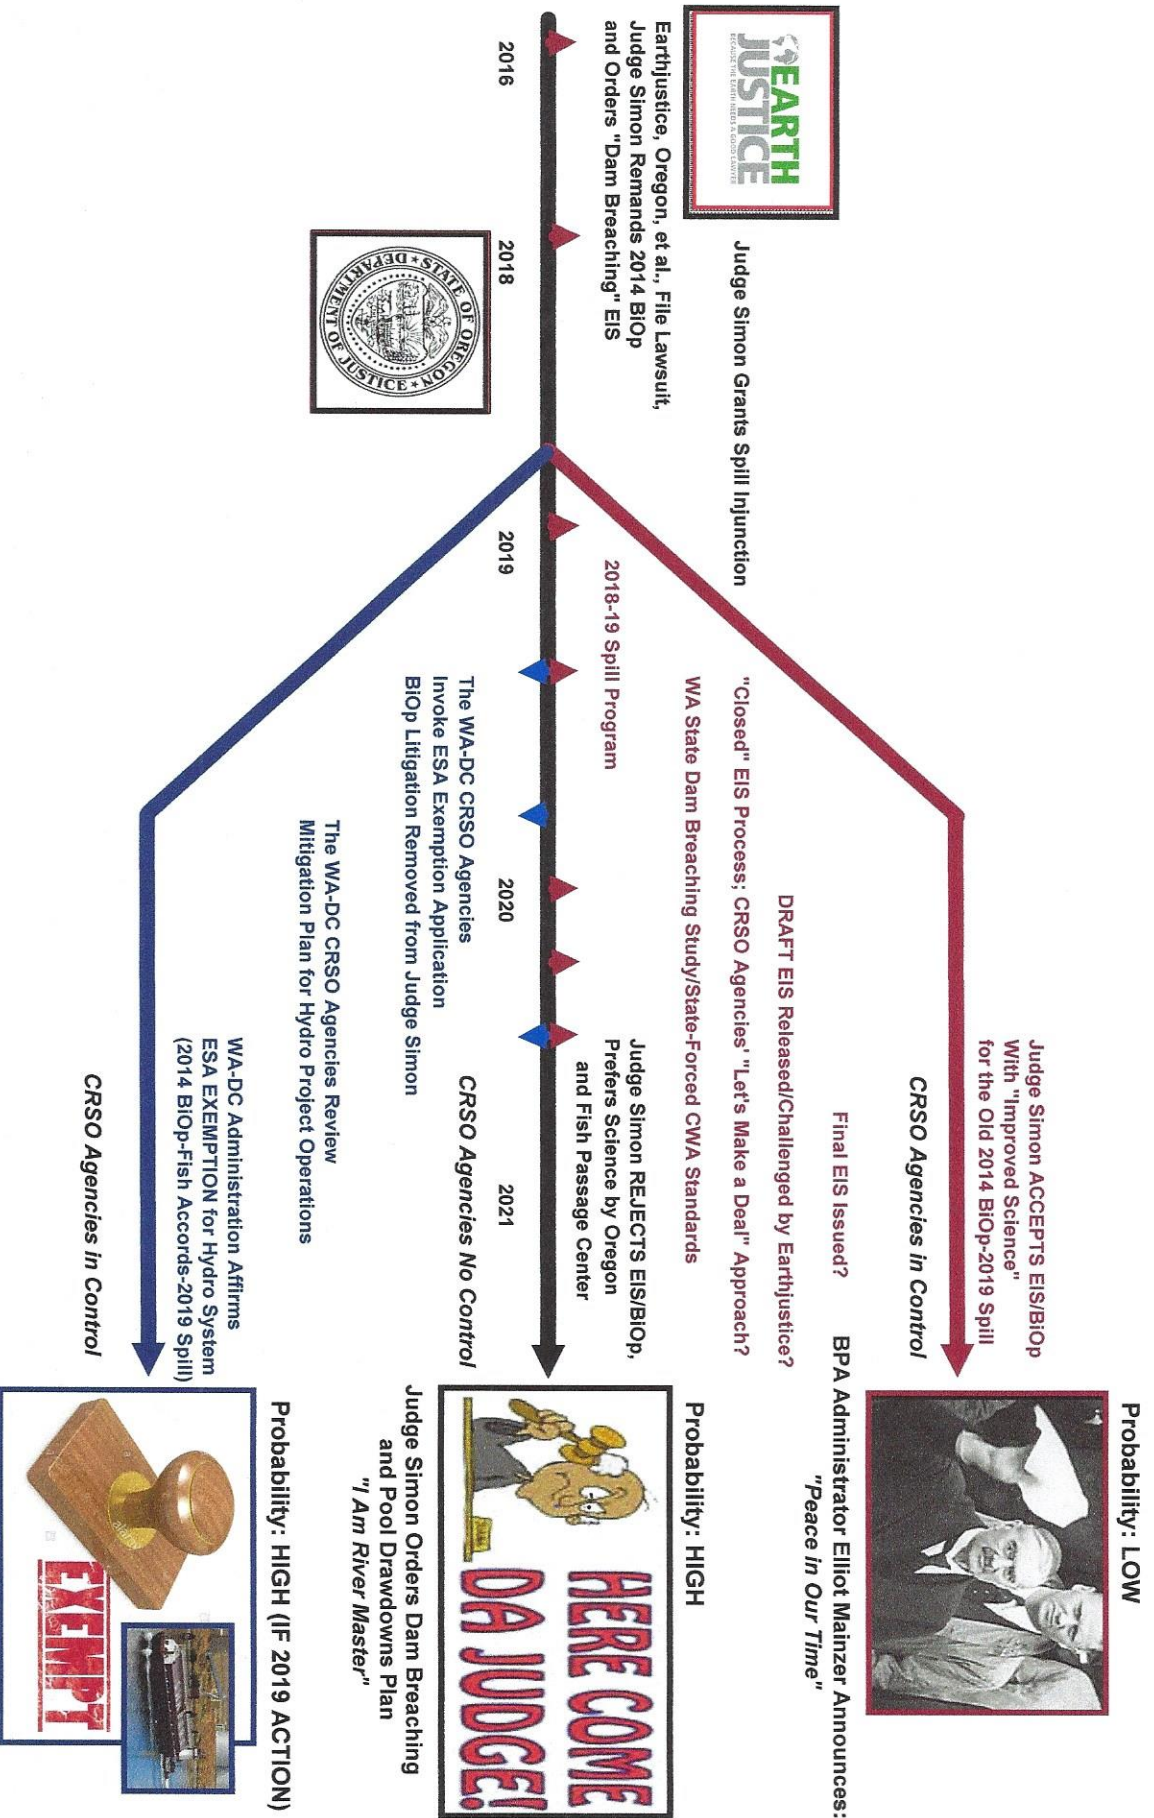 EARTH
JUSTICE
BECAUSE THE EARTH NEEDS A GOOD LAWYER
Earthjustice, Oregon, et al., File Lawsuit,
Judge Simon Remands 2014 BiOp
and Orders "Dam Breaching" EIS
Judge Simon Grants Spill Injunction
2018-19 Spill Program
WA State Dam Breaching Study/State-Forced CWA Standards
"Closed" EIS Process; CRSO Agencies' "Let's Make a Deal" Approach?
DRAFT EIS Released/Challenged by Earthjustice?
Final EIS Issued?
Judge Simon ACCEPTS EIS/BiOp
With "Improved Science"
for the Old 2014 BiOp-2019 Spill
CRSO Agencies in Control
Probability: LOW
BPA Administrator Elliot Mainzer Announces:
"Peace in Our Time"
2016
2018
2019
2020
2021
STATE OF OREGON
DEPARTMENT OF JUSTICE
Judge Simon REJECTS EIS/BiOp,
Prefers Science by Oregon
and Fish Passage Center
CRSO Agencies No Control
Probability: HIGH
HERE COME
DA JUDGE!
Judge Simon Orders Dam Breaching
and Pool Drawdowns Plan
"I Am River Master"
The WA-DC CRSO Agencies
Invoke ESA Exemption Application
BiOp Litigation Removed from Judge Simon
The WA-DC CRSO Agencies Review
Mitigation Plan for Hydro Project Operations
WA-DC Administration Affirms
ESA EXEMPTION for Hydro System
(2014 BiOp-Fish Accords-2019 Spill)
CRSO Agencies in Control
Probability: HIGH (IF 2019 ACTION)
EXEMPT